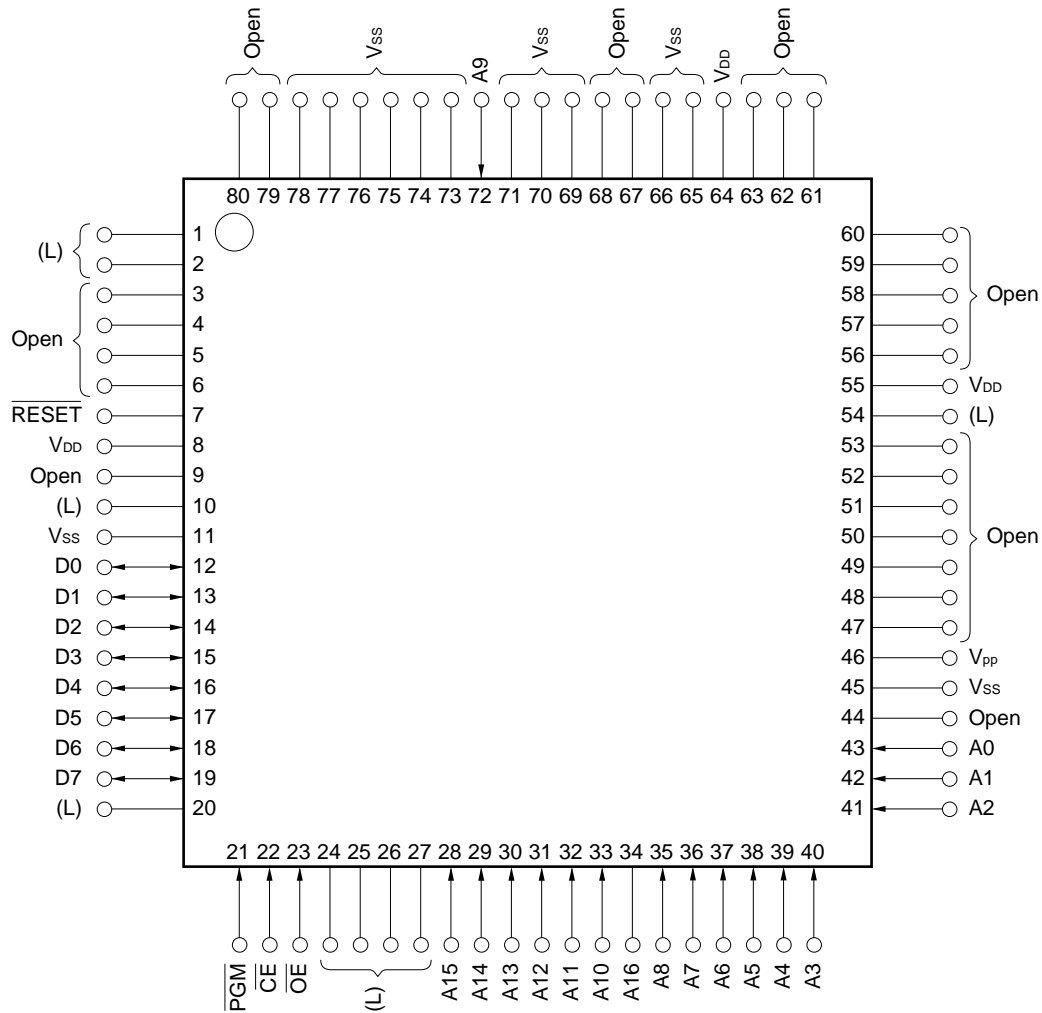 Open
VSS
A9
VSS
Open
VSS
VDD
Open
80 79 78 77 76 75 74 73 72 71 70 69 68 67 66 65 64 63 62 61
(L)
1
2
Open
3
4
5
6
RESET 7
VDD 8
Open 9
(L) 10
VSS 11
D0 12
D1 13
D2 14
D3 15
D4 16
D5 17
D6 18
D7 19
(L) 20
60
59
58 Open
57
56
55 VDD
54 (L)
53
52
51
50 Open
49
48
47
46 Vpp
45 VSS
44 Open
43 A0
42 A1
41 A2
21 22 23 24 25 26 27 28 29 30 31 32 33 34 35 36 37 38 39 40
PGM
CE
OE
(L)
A15
A14
A13
A12
A11
A10
A16
A8
A7
A6
A5
A4
A3